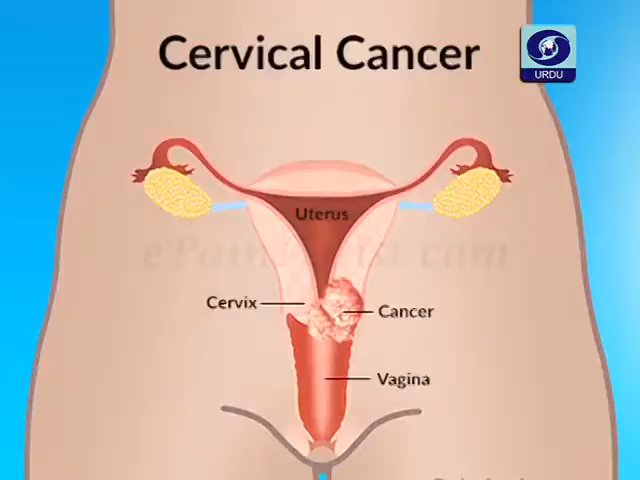 Cervical Cancer
URDU
Uterus
Cervix
Cancer
Vagina